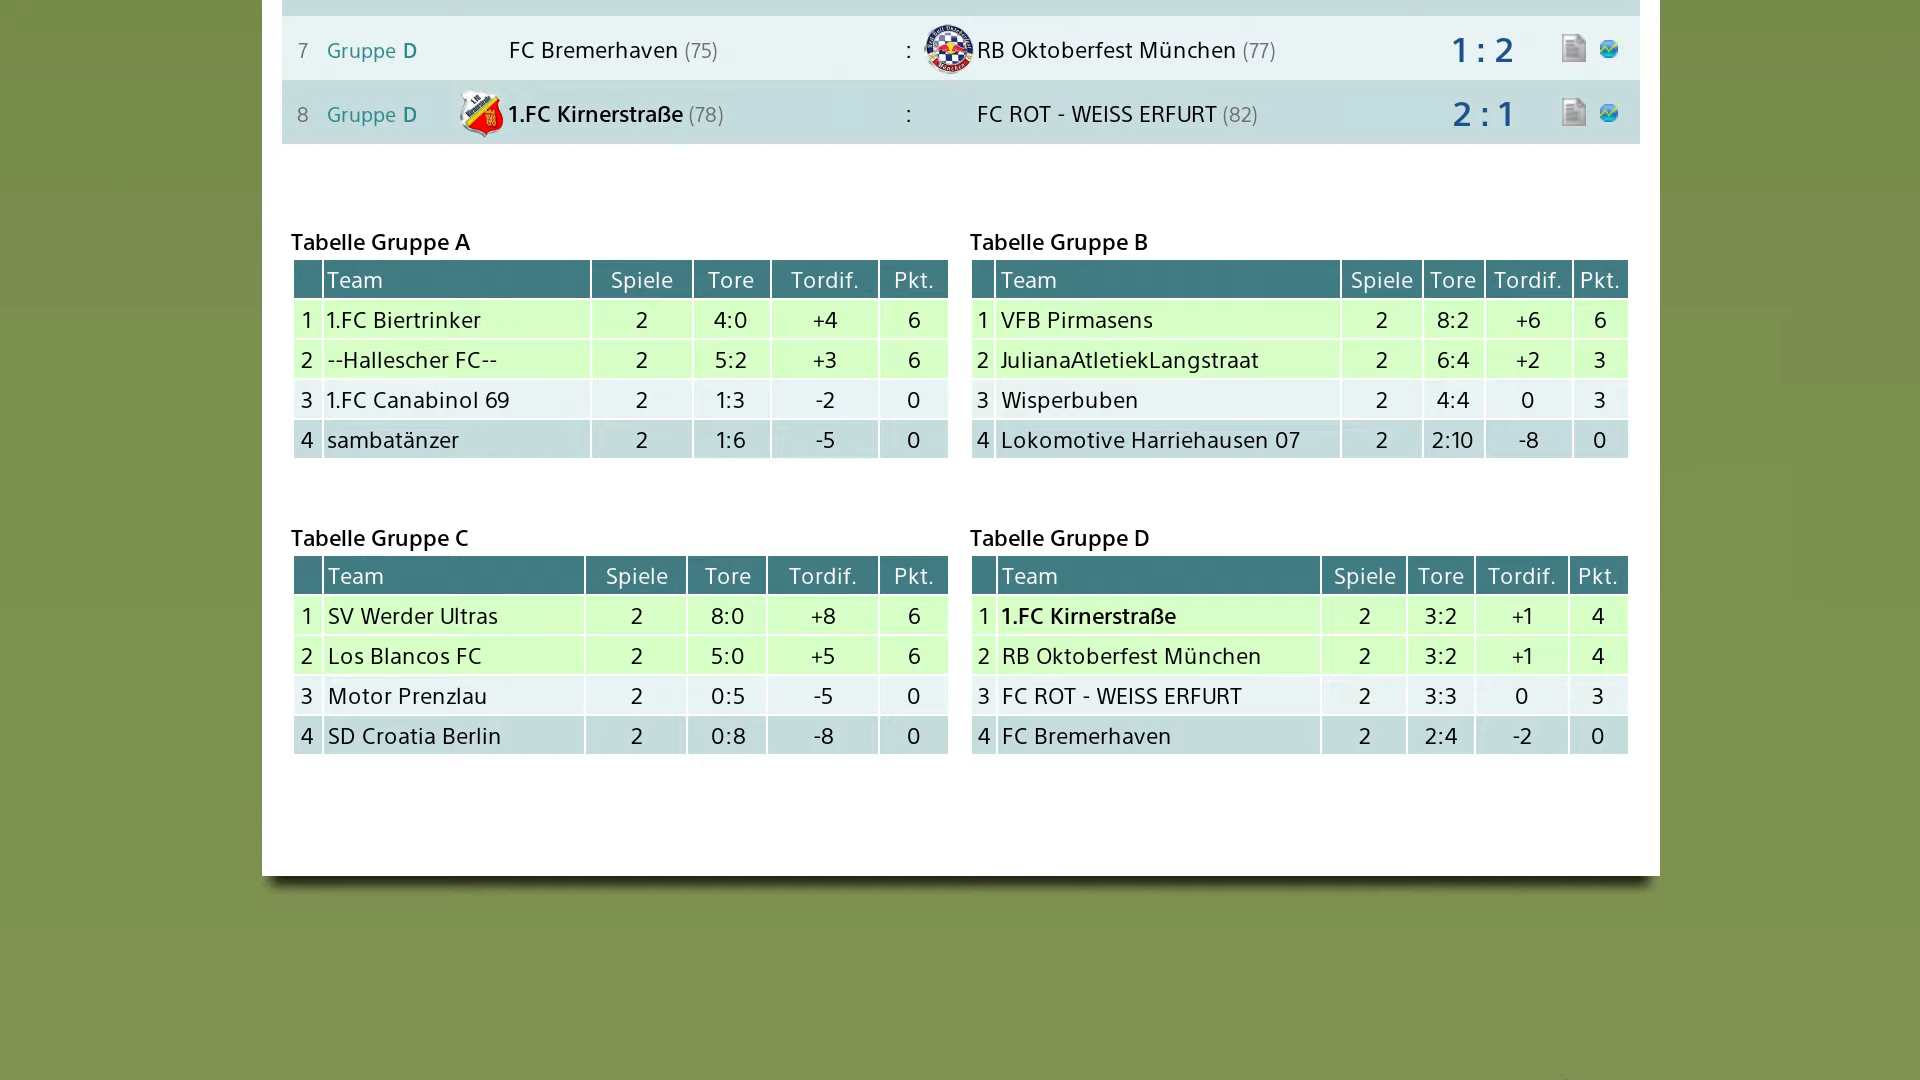 7 Gruppe D FC Bremerhaven (75) : RB Oktoberfest München (77) 1 : 2
8 Gruppe D 1.FC Kirnerstraße (78) : FC ROT - WEISS ERFURT (82) 2 : 1
Tabelle Gruppe A
Team Spiele Tore Tordif. Pkt.
1 1.FC Biertrinker 2 4:0 +4 6
2 --Hallescher FC-- 2 5:2 +3 6
3 1.FC Canabinol 69 2 1:3 -2 0
4 sambatänzer 2 1:6 -5 0
Tabelle Gruppe B
Team Spiele Tore Tordif. Pkt.
1 VFB Pirmasens 2 8:2 +6 6
2 JulianaAtletiekLangstraat 2 6:4 +2 3
3 Wisperbuben 2 4:4 0 3
4 Lokomotive Harriehausen 07 2 2:10 -8 0
Tabelle Gruppe C
Team Spiele Tore Tordif. Pkt.
1 SV Werder Ultras 2 8:0 +8 6
2 Los Blancos FC 2 5:0 +5 6
3 Motor Prenzlau 2 0:5 -5 0
4 SD Croatia Berlin 2 0:8 -8 0
Tabelle Gruppe D
Team Spiele Tore Tordif. Pkt.
1 1.FC Kirnerstraße 2 3:2 +1 4
2 RB Oktoberfest München 2 3:2 +1 4
3 FC ROT - WEISS ERFURT 2 3:3 0 3
4 FC Bremerhaven 2 2:4 -2 0